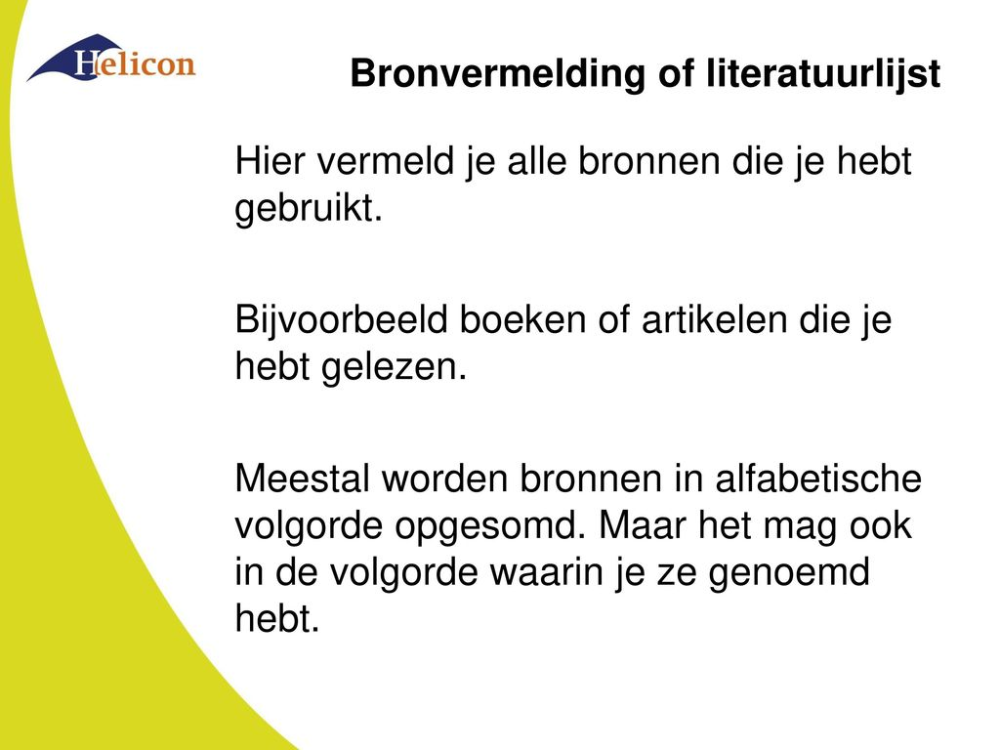 Helicon
Bronvermelding of literatuurlijst
Hier vermeld je alle bronnen die je hebt
gebruikt.
Bijvoorbeeld boeken of artikelen die je
hebt gelezen.
Meestal worden bronnen in alfabetische
volgorde opgesomd. Maar het mag ook
in de volgorde waarin je ze genoemd
hebt.